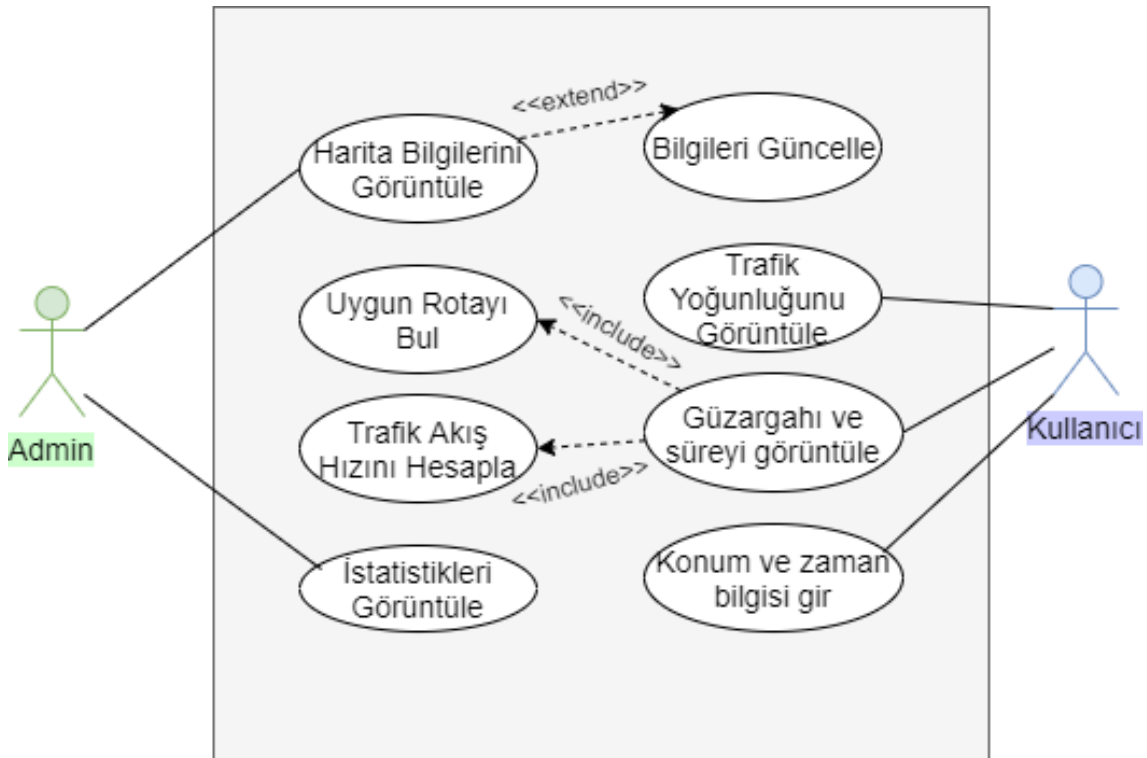 <<extend>>
Harita Bilgilerini
Görüntüle
Bilgileri Güncelle
Uygun Rotayı
Bul
<<include>>
Trafik
Yoğunluğunu
Görüntüle
Admin
Trafik Akış
Hızını Hesapla
<<include>>
Güzargahı ve
süreyi görüntüle
Kullanıcı
İstatistikleri
Görüntüle
Konum ve zaman
bilgisi gir